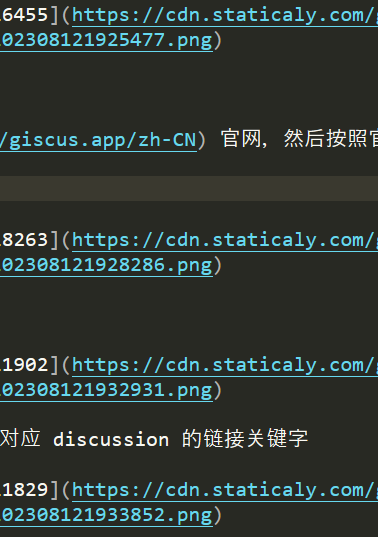 6455](https://cdn.staticaly.com/g
02308121925477.png)
/giscus.app/zh-CN) 官网, 然后按照官
8263](https://cdn.staticaly.com/g
02308121928286.png)
1902](https://cdn.staticaly.com/g
02308121932931.png)
对应 discussion 的链接关键字
1829](https://cdn.staticaly.com/g
02308121933852.png)